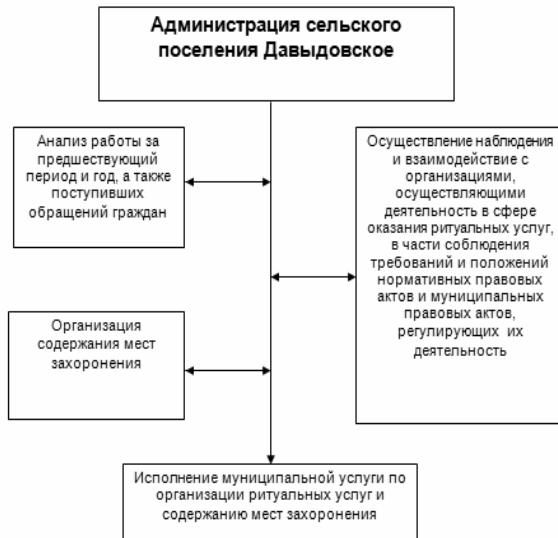 Администрация сельского
поселения Давыдовское
Анализ работы за
предшествующий
период и год, а также
поступивших
обращений граждан
Осуществление наблюдения
и взаимодействие с
организациями,
осуществляющими
деятельность в сфере
оказания ритуальных услуг,
в части соблюдения
требований и положений
нормативных правовых
актов и муниципальных
правовых актов,
регулирующих их
деятельность
Организация
содержания мест
захоронения
Исполнение муниципальной услуги по
организации ритуальных услуг и
содержанию мест захоронения